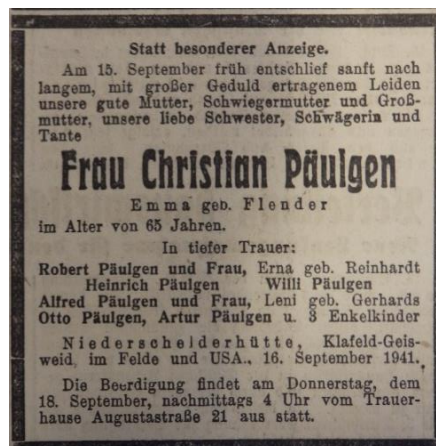 Statt besonderer Anzeige.
Am 15. September früh entschlief sanft nach
langem, mit großer Geduld ertragenem Leiden
unsere gute Mutter, Schwiegermutter und Groß-
mutter, unsere liebe Schwester, Schwägerin und
Tante
Frau Christian Päulgen
Emma geb. Flender
im Alter von 65 Jahren.
In tiefer Trauer:
Robert Päulgen und Frau, Erna geb. Reinhardt
Heinrich Päulgen Willi Päulgen
Alfred Päulgen und Frau, Leni geb. Gerhards
Otto Päulgen, Artur Päulgen u. 3 Enkelkinder
Niederschelderhütte, Klafeld-Geis-
weid, im Felde und USA., 16. September 1941.
Die Beerdigung findet am Donnerstag, dem
18. September, nachmittags 4 Uhr vom Trauer-
hause Augustastraße 21 aus statt.